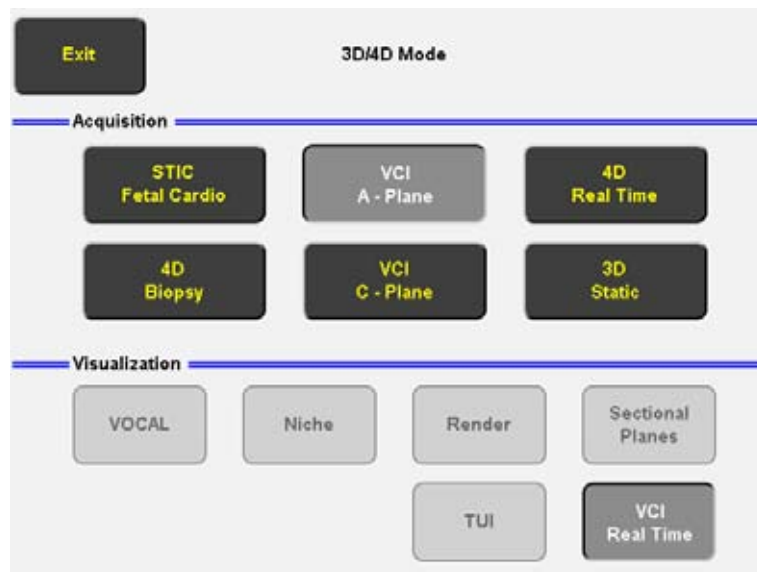 Exit
3D/4D Mode
Acquisition
STIC
Fetal Cardio
VCI
A - Plane
4D
Real Time
4D
Biopsy
VCI
C - Plane
3D
Static
Visualization
VOCAL
Niche
Render
Sectional
Planes
TUI
VCI
Real Time